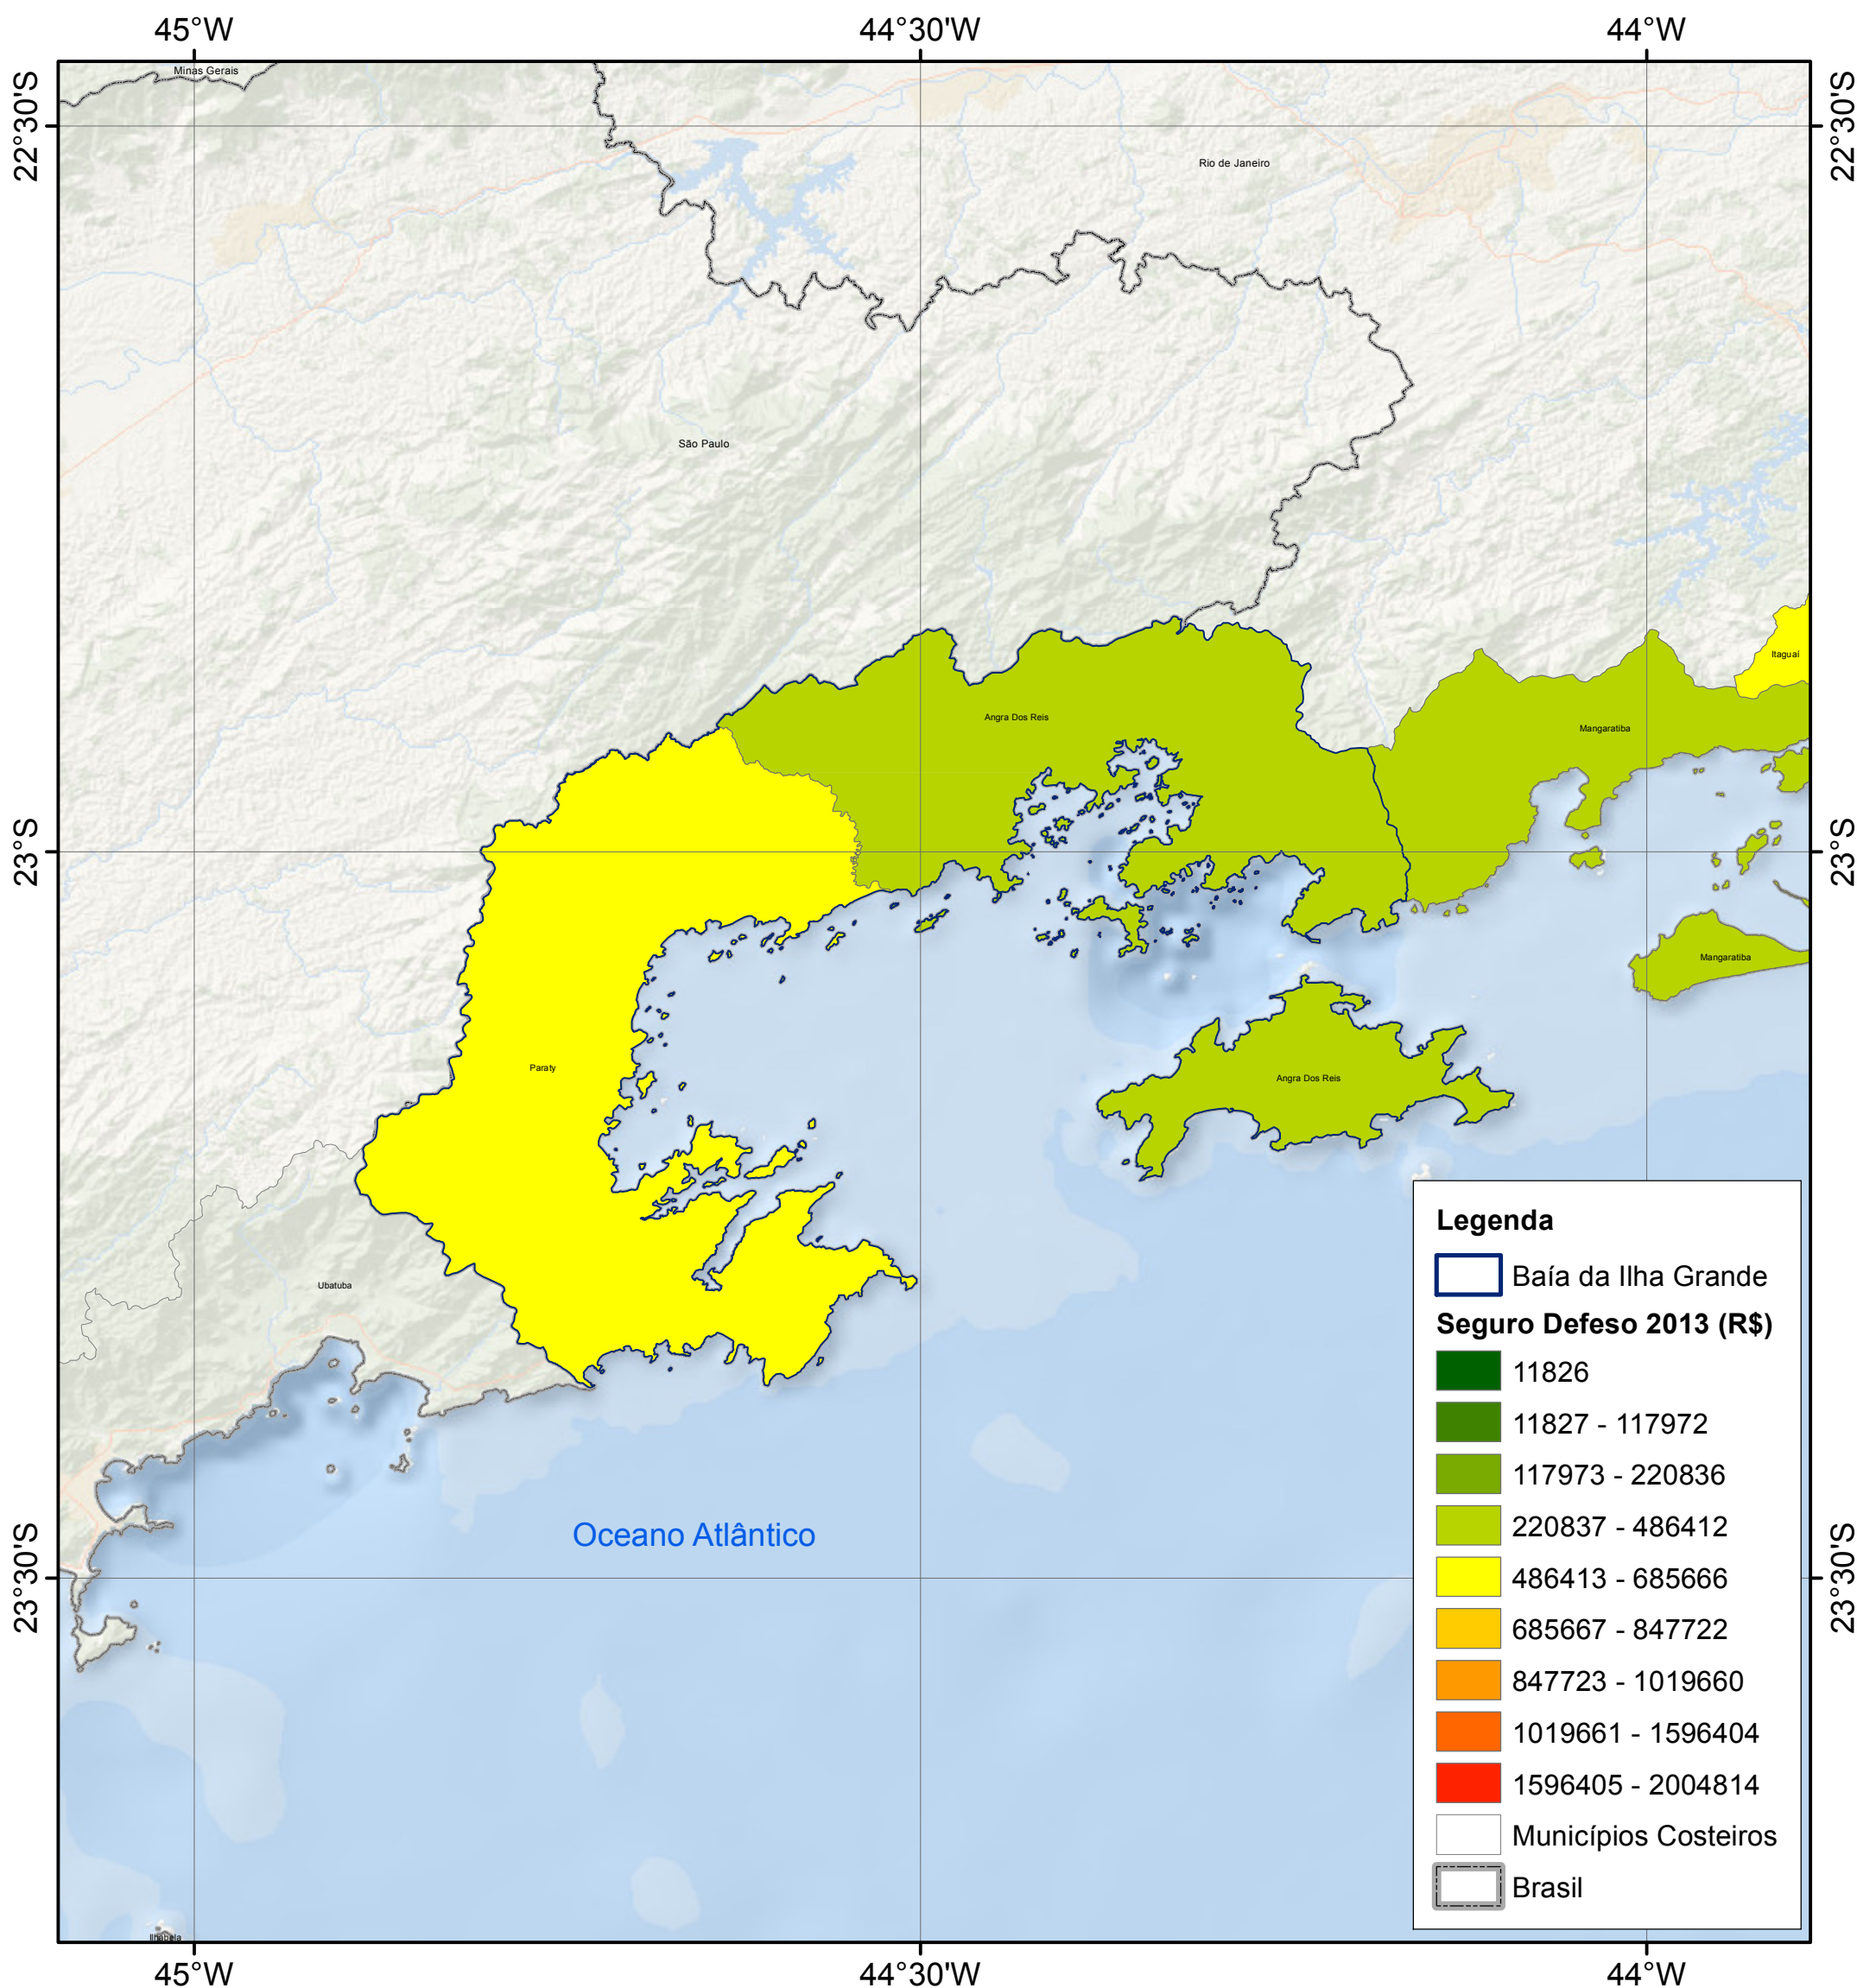 45°W
44°30'W
44°W
Minas Gerais
22°30'S
22°30'S
Rio de Janeiro
São Paulo
Itaguaí
Angra Dos Reis
Mangaratiba
23°S
23°S
Mangaratiba
Paraty
Angra Dos Reis
Ubatuba
Legenda
Baía da Ilha Grande
Seguro Defeso 2013 (R$)
11826
11827 - 117972
117973 - 220836
220837 - 486412
486413 - 685666
685667 - 847722
847723 - 1019660
1019661 - 1596404
1596405 - 2004814
Municípios Costeiros
Brasil
Oceano Atlântico
23°30'S
23°30'S
Ilhabela
45°W
44°30'W
44°W